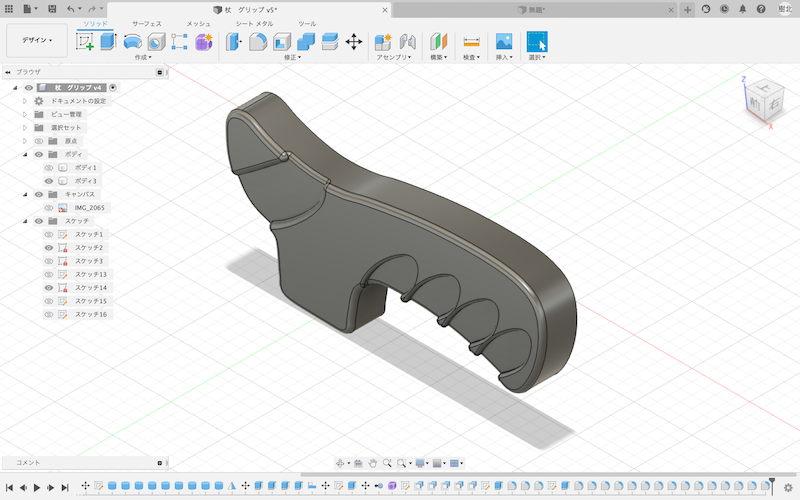 杖 グリップ v5*
無題*
樹北
ソリッド
サーフェス
メッシュ
シート メタル
ツール
デザイン
作成
修正
アセンブリ
構築
検査
挿入
選択
ブラウザ
杖 グリップ v4
ドキュメントの設定
ビュー管理
選択セット
原点
ボディ
ボディ1
ボディ3
キャンバス
IMG_2065
スケッチ
スケッチ1
スケッチ2
スケッチ3
スケッチ13
スケッチ14
スケッチ15
スケッチ16
Z
上
前
右
X
コメント